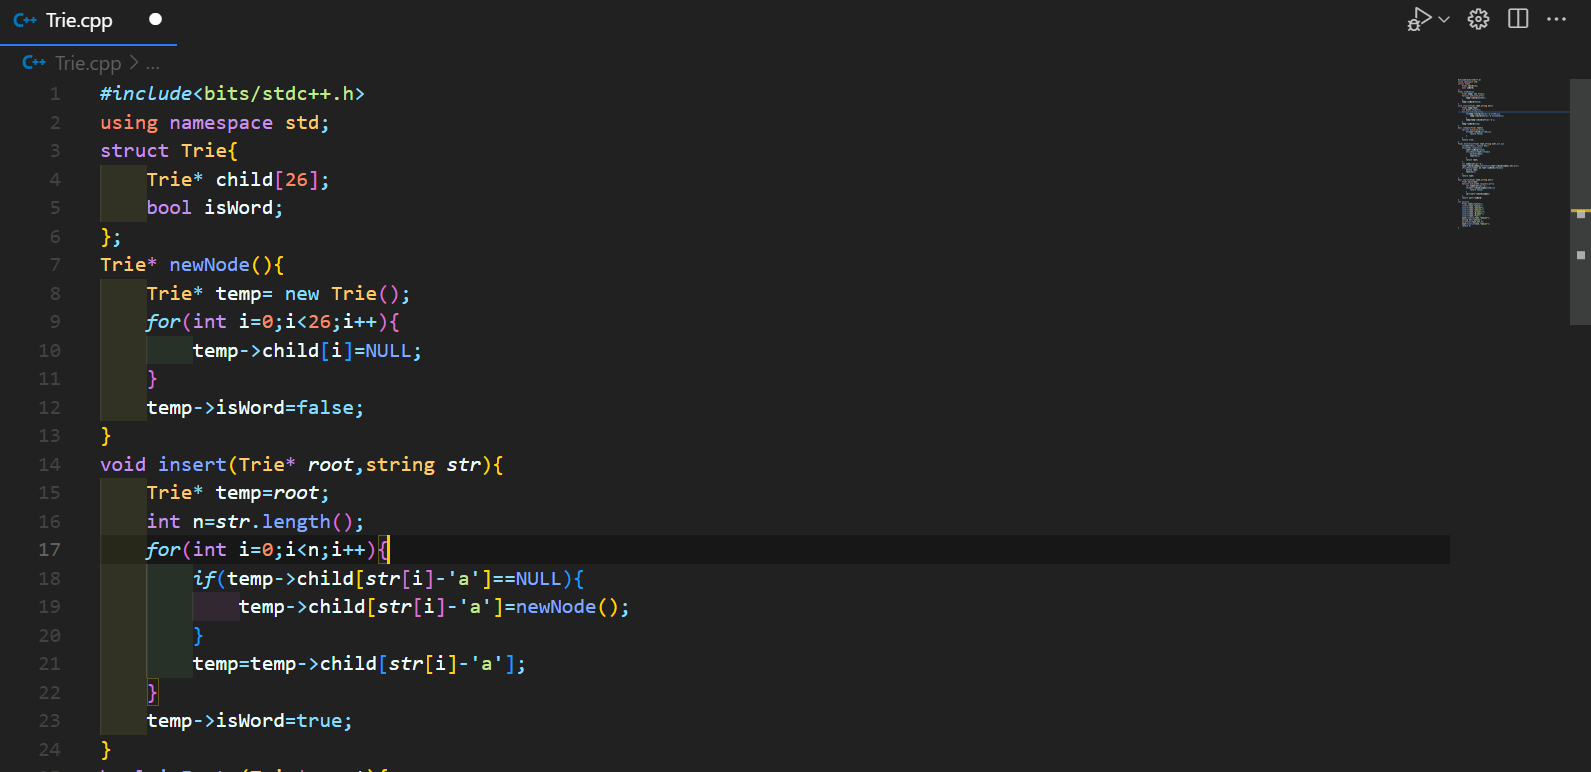 C++ Trie.cpp
C++ Trie.cpp > ...
1 #include<bits/stdc++.h>
2 using namespace std;
3 struct Trie{
4 Trie* child[26];
5 bool isWord;
6 };
7 Trie* newNode(){
8 Trie* temp= new Trie();
9 for(int i=0;i<26;i++){
10 temp->child[i]=NULL;
11 }
12 temp->isWord=false;
13 }
14 void insert(Trie* root,string str){
15 Trie* temp=root;
16 int n=str.length();
17 for(int i=0;i<n;i++){
18 if(temp->child[str[i]-'a']==NULL){
19 temp->child[str[i]-'a']=newNode();
20 }
21 temp=temp->child[str[i]-'a'];
22 }
23 temp->isWord=true;
24 }